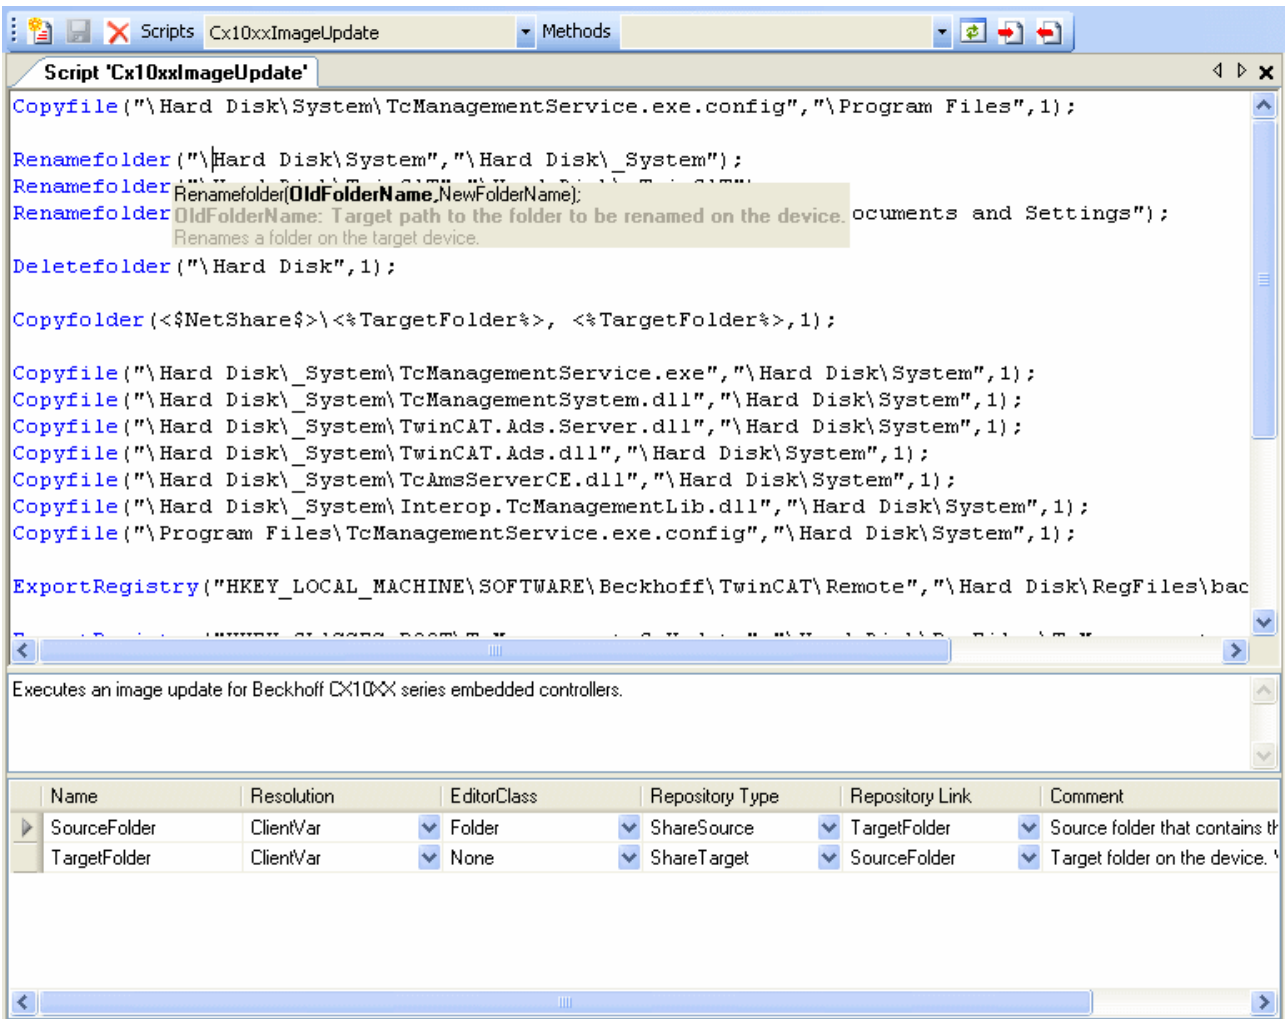 Scripts Cx10xxImageUpdate Methods
Script 'Cx10xxImageUpdate'
Copyfile("\Hard Disk\System\TcManagementService.exe.config","\Program Files",1);
Renamefolder("\Hard Disk\System","\Hard Disk\_System");
Renamefolder
Renamefolder(OldFolderName,NewFolderName);
Renamefolder ocuments and Settings");
OldFolderName: Target path to the folder to be renamed on the device.
Renames a folder on the target device.
Deletefolder("\Hard Disk",1);
Copyfolder(<$NetShare$>\<%TargetFolder%>, <%TargetFolder%>,1);
Copyfile("\Hard Disk\_System\TcManagementService.exe","\Hard Disk\System",1);
Copyfile("\Hard Disk\_System\TcManagementSystem.dll","\Hard Disk\System",1);
Copyfile("\Hard Disk\_System\TwinCAT.Ads.Server.dll","\Hard Disk\System",1);
Copyfile("\Hard Disk\_System\TwinCAT.Ads.dll","\Hard Disk\System",1);
Copyfile("\Hard Disk\_System\TcAmsServerCE.dll","\Hard Disk\System",1);
Copyfile("\Hard Disk\_System\Interop.TcManagementLib.dll","\Hard Disk\System",1);
Copyfile("\Program Files\TcManagementService.exe.config","\Hard Disk\System",1);
ExportRegistry("HKEY_LOCAL_MACHINE\SOFTWARE\Beckhoff\TwinCAT\Remote","\Hard Disk\RegFiles\bac
Executes an image update for Beckhoff CX10XX series embedded controllers.
Name Resolution EditorClass Repository Type Repository Link Comment
SourceFolder ClientVar Folder ShareSource TargetFolder Source folder that contains th
TargetFolder ClientVar None ShareTarget SourceFolder Target folder on the device.